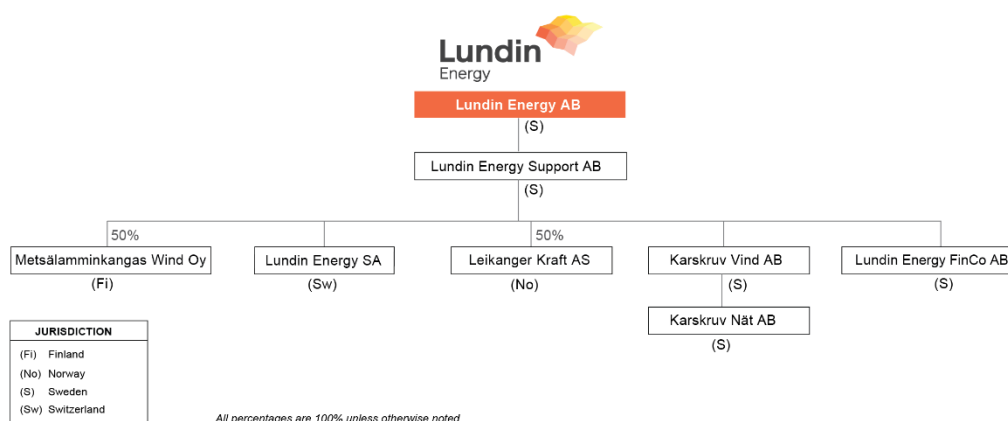 Lundin
Energy
Lundin Energy AB
(S)
Lundin Energy Support AB
(S)
50%
50%
Metsälamminkangas Wind Oy
Lundin Energy SA
Leikanger Kraft AS
Karskruv Vind AB
Lundin Energy FinCo AB
(Fi)
(Sw)
(No)
(S)
(S)
Karskruv Nät AB
(S)
JURISDICTION
(Fi) Finland
(No) Norway
(S) Sweden
(Sw) Switzerland
All percentages are 100% unless otherwise noted